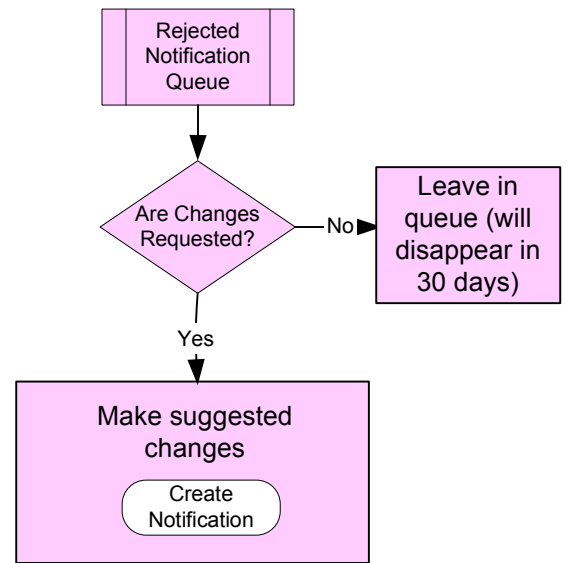 Rejected
Notification
Queue
Are Changes
Requested?
No
Leave in
queue (will
disappear in
30 days)
Yes
Make suggested
changes
Create
Notification